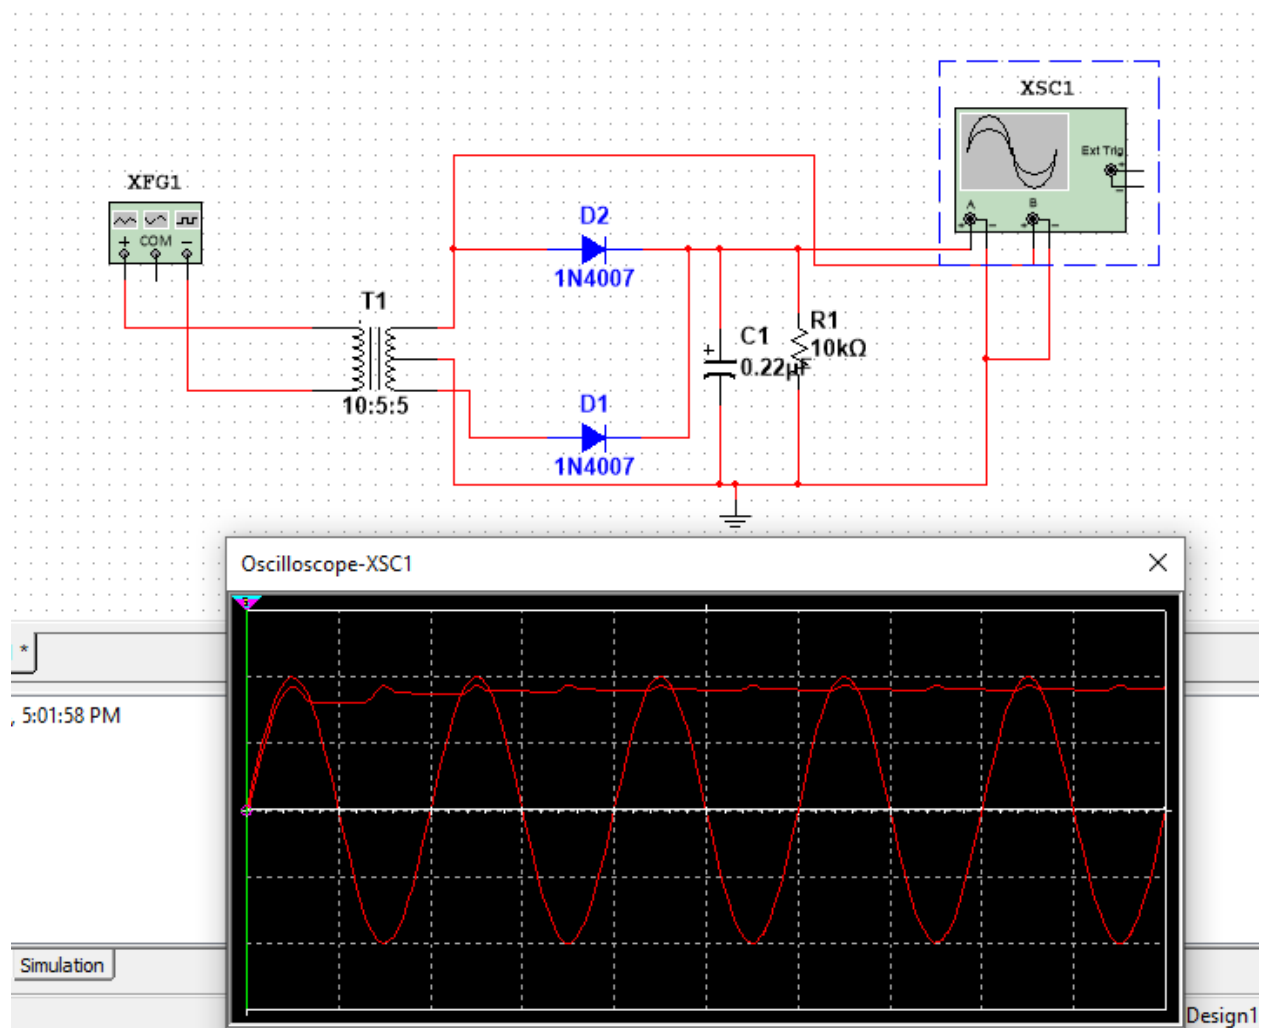 XSC1
Ext Trig
+
-
A
B
+ - + -
XFG1
+ COM -
D2
1N4007
T1
10:5:5
C1
0.22µF
R1
10kΩ
+
D1
1N4007
Oscilloscope-XSC1
*
, 5:01:58 PM
Simulation
Design1